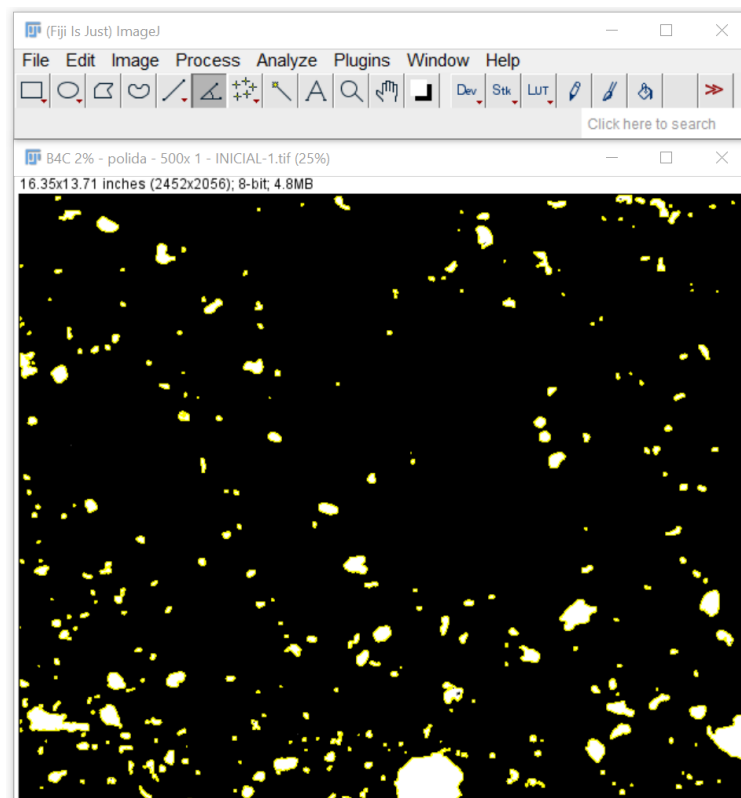 (Fiji Is Just) ImageJ
File Edit Image Process Analyze Plugins Window Help
Dev Stk LUT
Click here to search
B4C 2% - polida - 500x 1 - INICIAL-1.tif (25%)
16.35x13.71 inches (2452x2056); 8-bit; 4.8MB